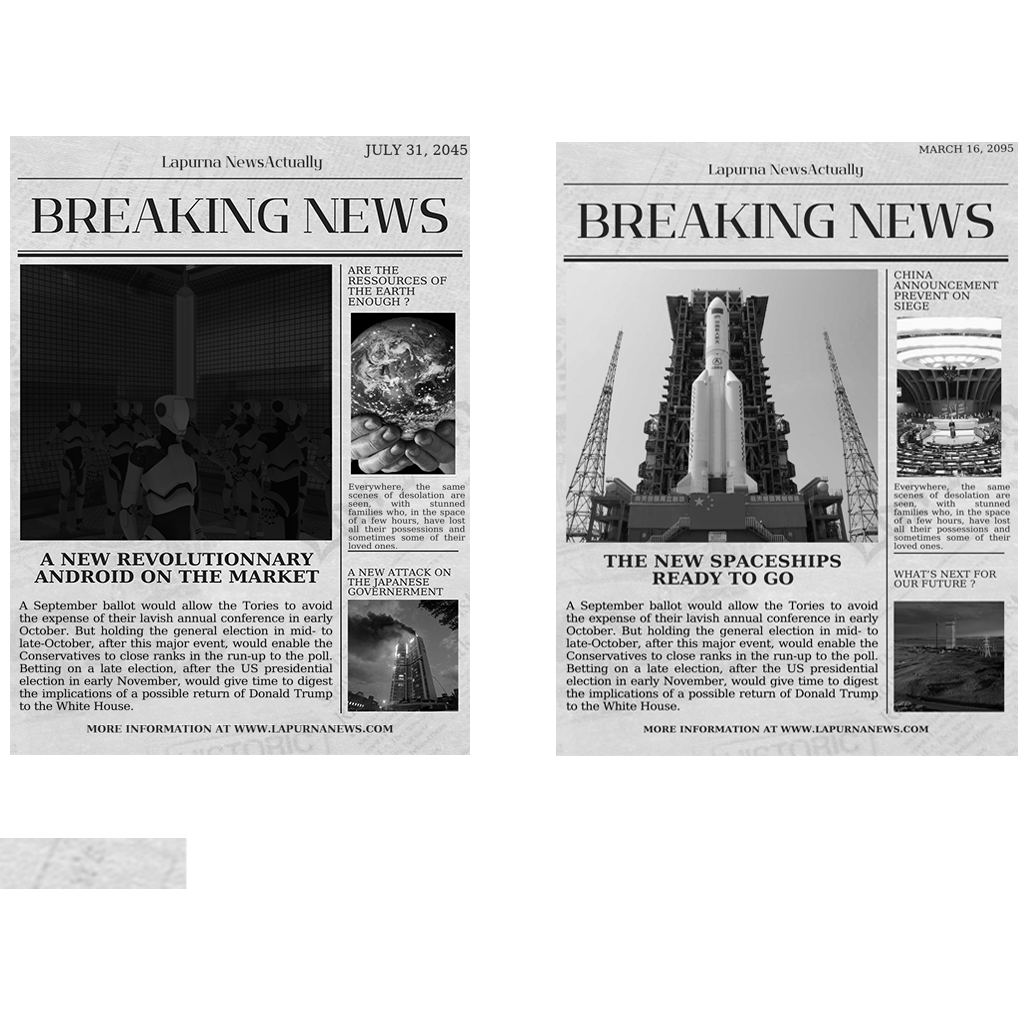 JULY 31, 2045
Lapurna NewsActually
BREAKING NEWS
ARE THE
RESSOURCES OF
THE EARTH
ENOUGH ?
Everywhere, the same
scenes of desolation are
seen, with stunned
families who, in the space
of a few hours, have lost
all their possessions and
sometimes some of their
loved ones.
A NEW REVOLUTIONNARY
ANDROID ON THE MARKET
A NEW ATTACK ON
THE JAPANESE
GOVERNERMENT
A September ballot would allow the Tories to avoid
the expense of their lavish annual conference in early
October. But holding the general election in mid- to
late-October, after this major event, would enable the
Conservatives to close ranks in the run-up to the poll.
Betting on a late election, after the US presidential
election in early November, would give time to digest
the implications of a possible return of Donald Trump
to the White House.
MORE INFORMATION AT WWW.LAPURNANEWS.COM
HISTORIC
MARCH 16, 2095
Lapurna NewsActually
BREAKING NEWS
CHINA
ANNOUNCEMENT
PREVENT ON
SIEGE
Everywhere, the same
scenes of desolation are
seen, with stunned
families who, in the space
of a few hours, have lost
all their possessions and
sometimes some of their
loved ones.
THE NEW SPACESHIPS
READY TO GO
WHAT'S NEXT FOR
OUR FUTURE ?
A September ballot would allow the Tories to avoid
the expense of their lavish annual conference in early
October. But holding the general election in mid- to
late-October, after this major event, would enable the
Conservatives to close ranks in the run-up to the poll.
Betting on a late election, after the US presidential
election in early November, would give time to digest
the implications of a possible return of Donald Trump
to the White House.
MORE INFORMATION AT WWW.LAPURNANEWS.COM
HISTORIC